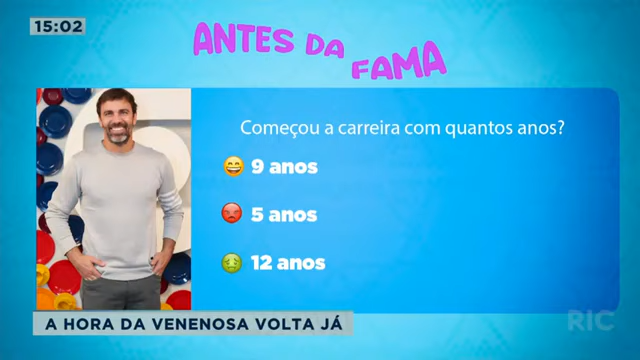 15:02
ANTES DA
FAMA
Começou a carreira com quantos anos?
9 anos
5 anos
12 anos
A HORA DA VENENOSA VOLTA JÁ
RIC